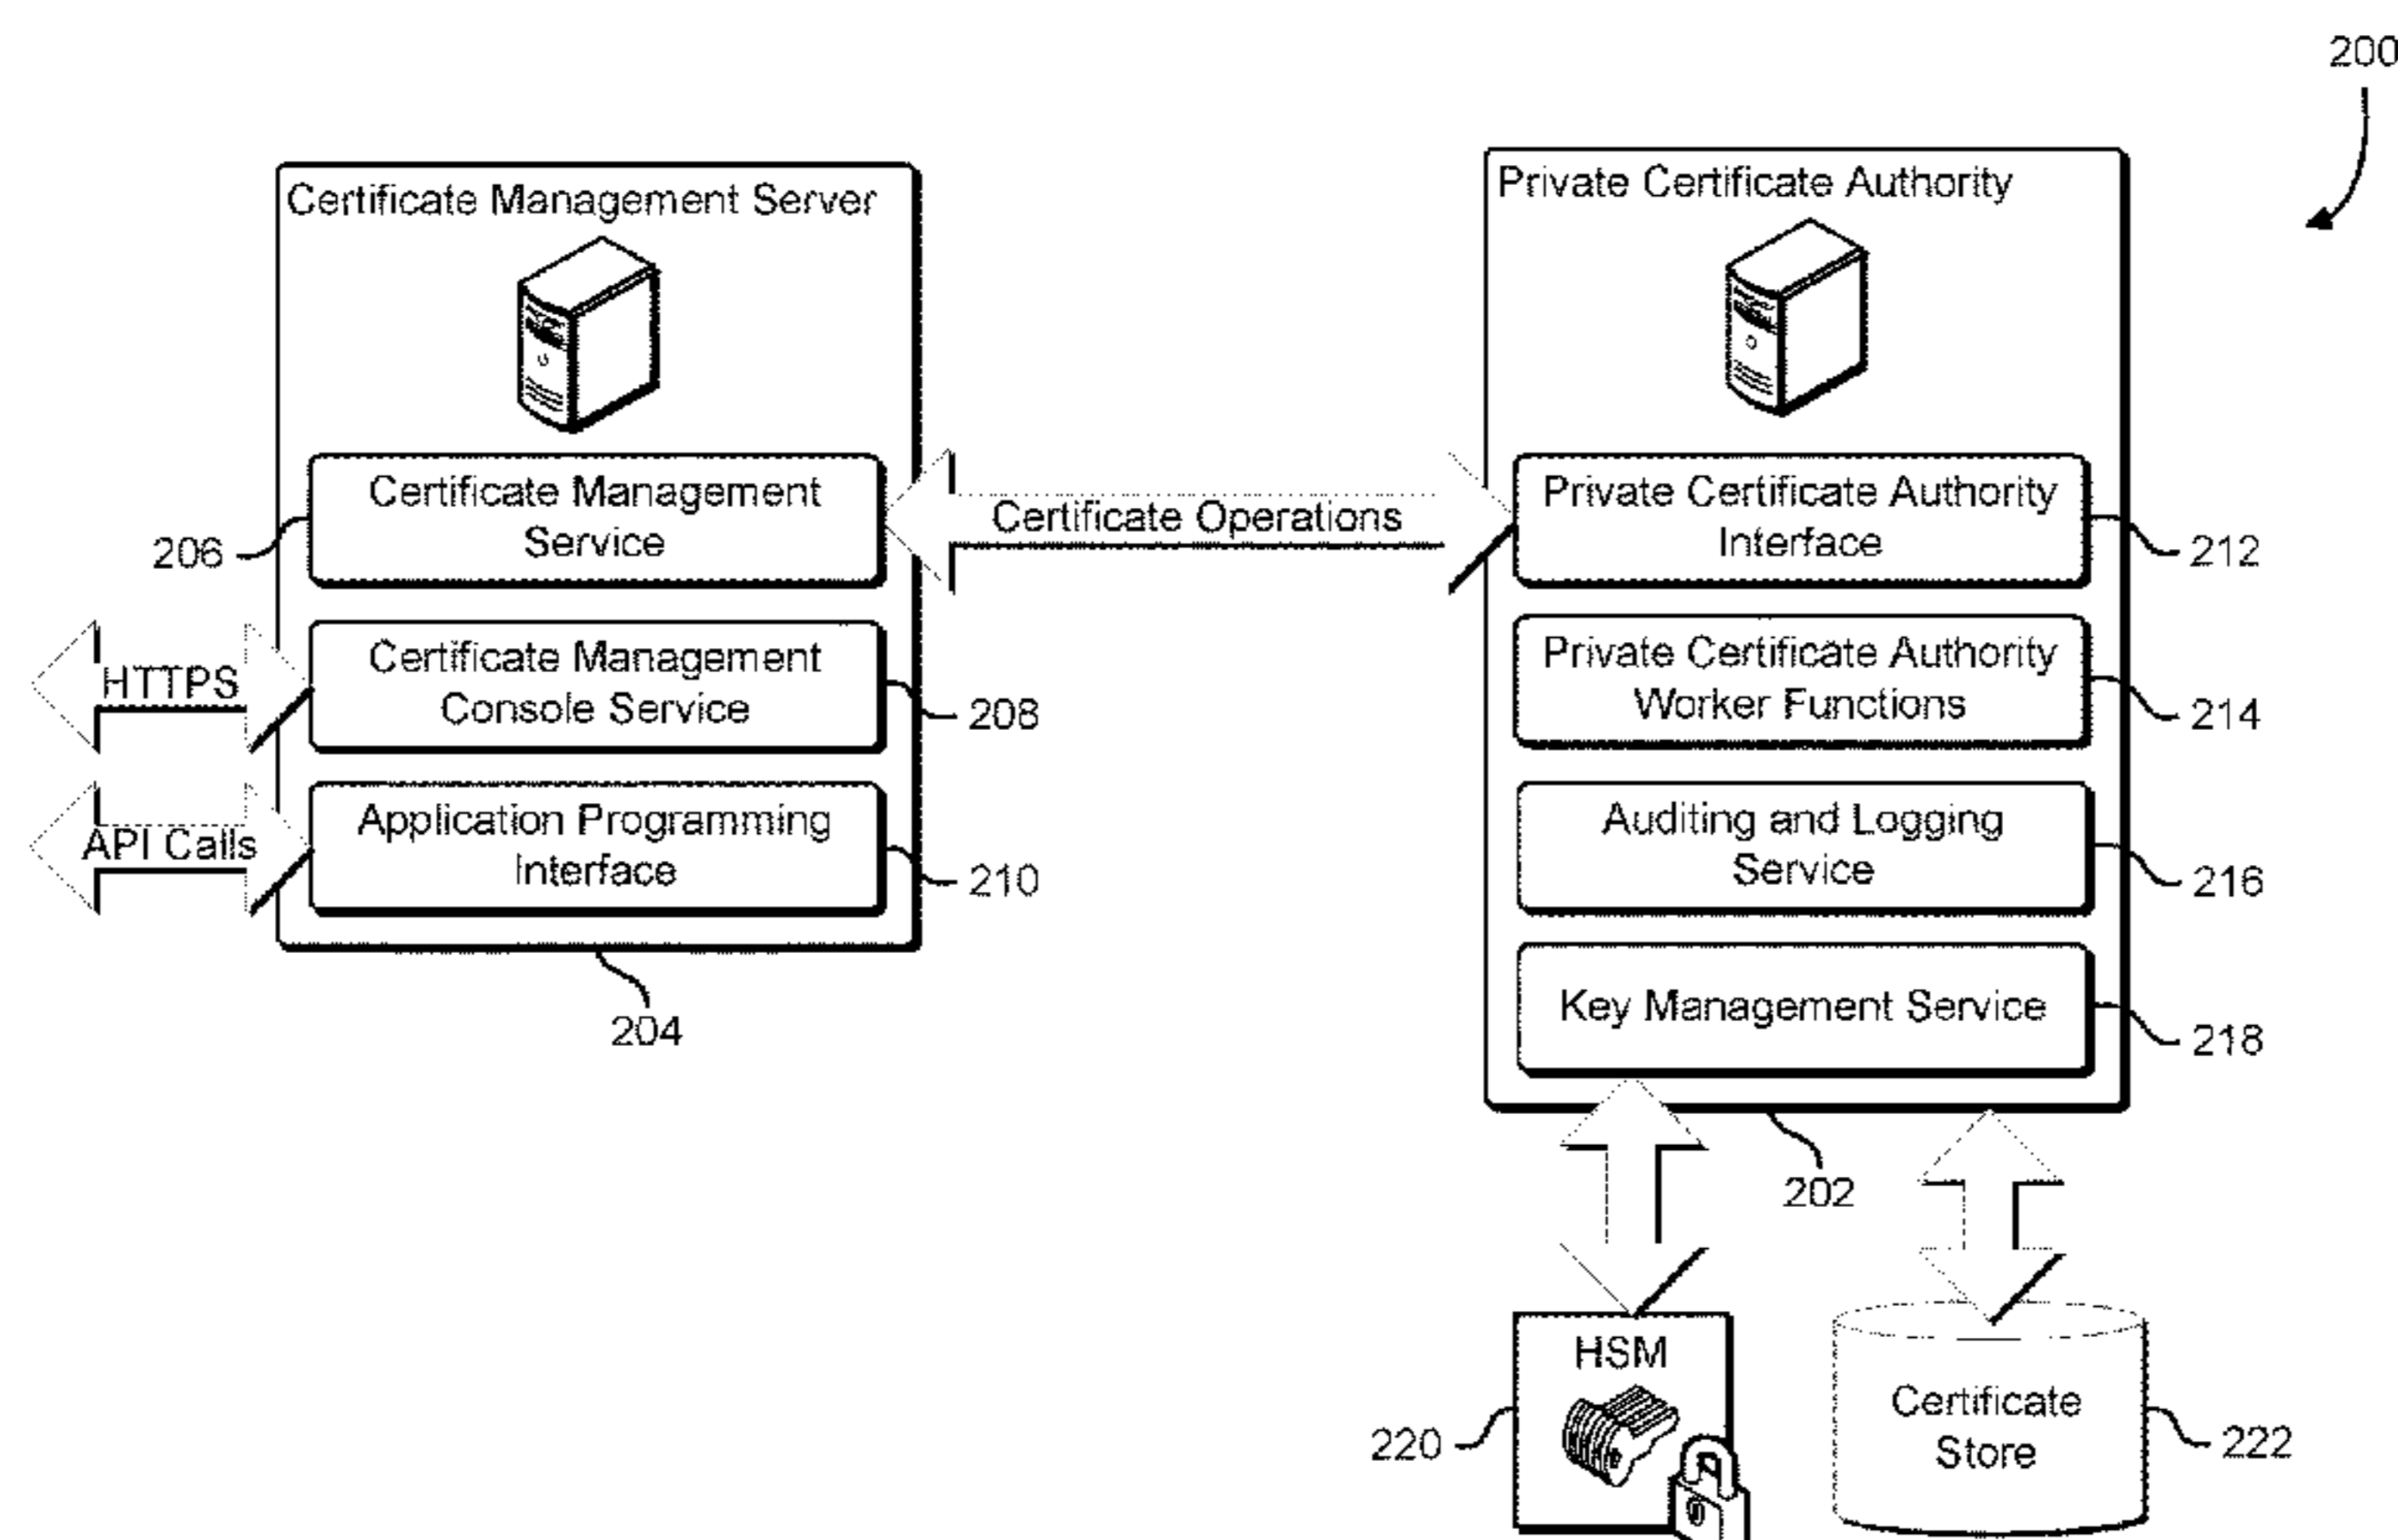 200
Certificate Management Server
Certificate Management
Service
206
HTTPS
Certificate Management
Console Service
208
API Calls
Application Programming
Interface
210
204
Certificate Operations
Private Certificate Authority
Private Certificate Authority
Interface
212
Private Certificate Authority
Worker Functions
214
Auditing and Logging
Service
216
Key Management Service
218
202
HSM
220
Certificate
Store
222